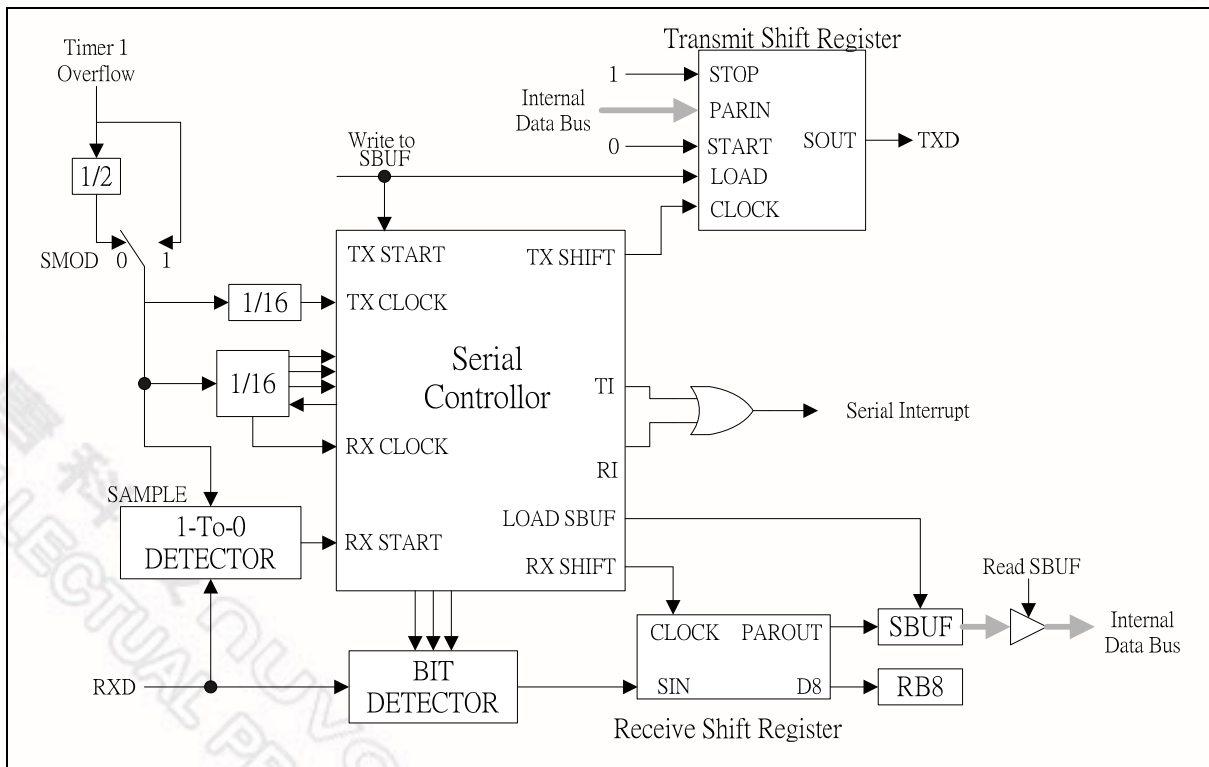 Timer 1
Overflow
1/2
SMOD 0 1
Write to
SBUF
Transmit Shift Register
1
STOP
Internal
Data Bus
PARIN
0
START
SOUT
TXD
LOAD
CLOCK
TX START
TX SHIFT
1/16
TX CLOCK
1/16
Serial
Controllor
TI
Serial Interrupt
RX CLOCK
RI
SAMPLE
1-To-0
DETECTOR
RX START
LOAD SBUF
RX SHIFT
Read SBUF
CLOCK
PAROUT
SBUF
Internal
Data Bus
RXD
BIT
DETECTOR
SIN
D8
RB8
Receive Shift Register